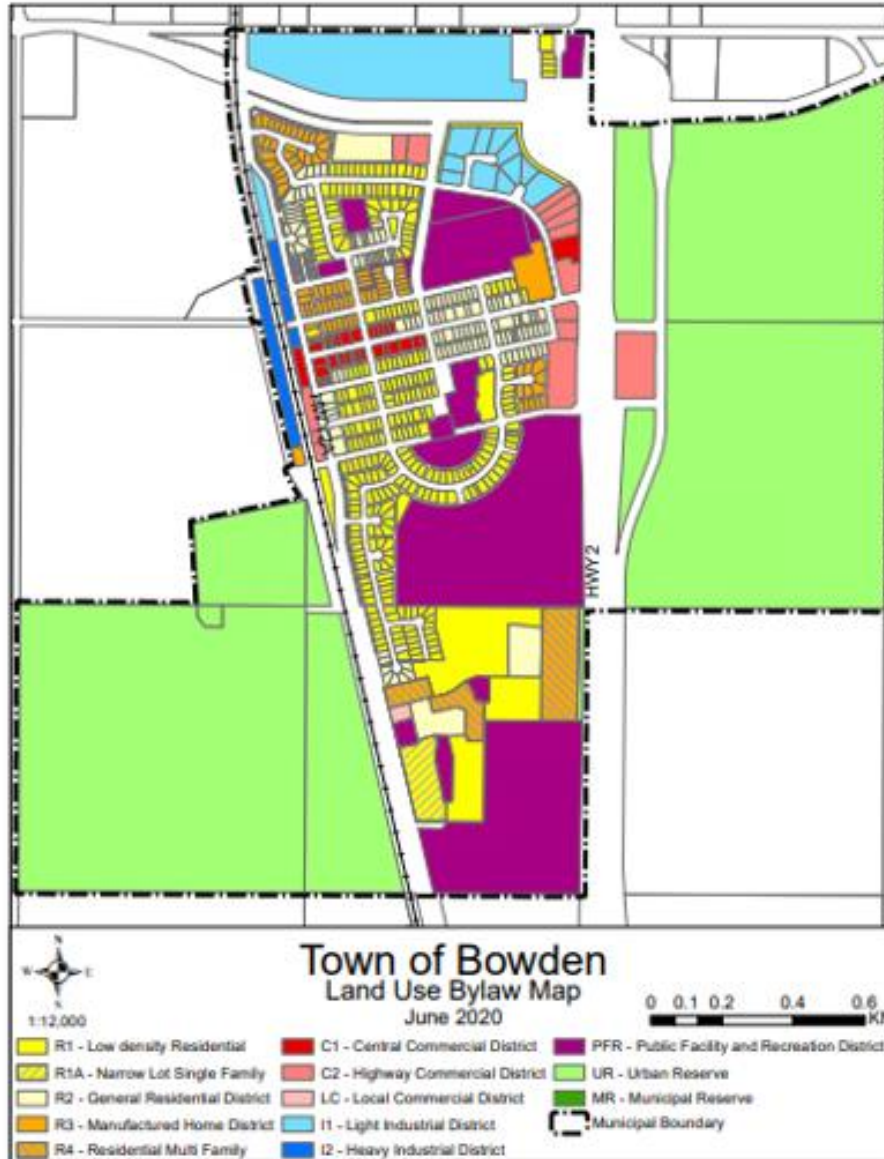 HWY 2A
HWY 2
N
W E
S
1:12,000
Town of Bowden
Land Use Bylaw Map
June 2020
0 0.1 0.2 0.4 0.6
KM
R1 - Low density Residential
R1A - Narrow Lot Single Family
R2 - General Residential District
R3 - Manufactured Home District
R4 - Residential Multi Family
C1 - Central Commercial District
C2 - Highway Commercial District
LC - Local Commercial District
I1 - Light Industrial District
I2 - Heavy Industrial District
PFR - Public Facility and Recreation District
UR - Urban Reserve
MR - Municipal Reserve
Municipal Boundary